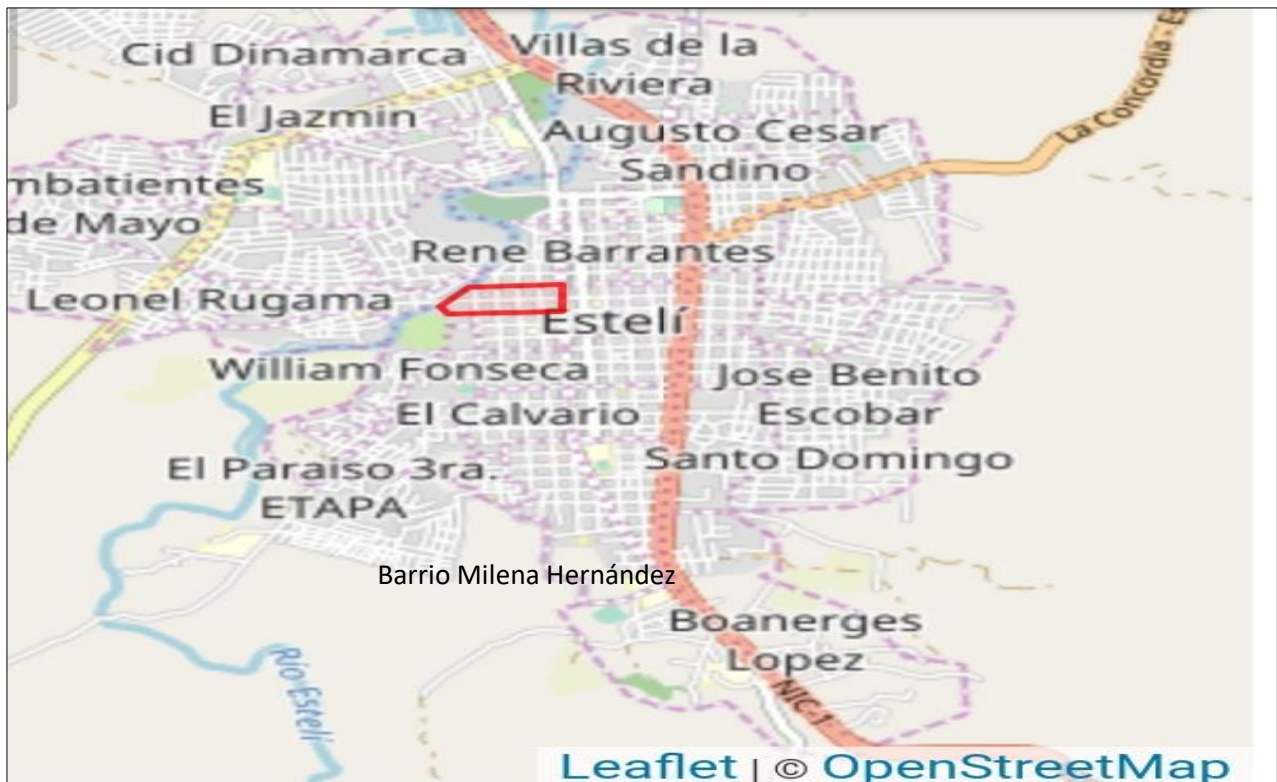 Cid Dinamarca
Villas de la
Riviera
El Jazmin
Augusto Cesar
Sandino
La Concordia - Es
mbatientes
de Mayo
Rene Barrantes
Leonel Rugama
Estelí
William Fonseca
Jose Benito
Escobar
El Calvario
Santo Domingo
El Paraiso 3ra.
ETAPA
Barrio Milena Hernández
Boanerges
Lopez
Río Estelí
NIC-1
Leaflet | © OpenStreetMap